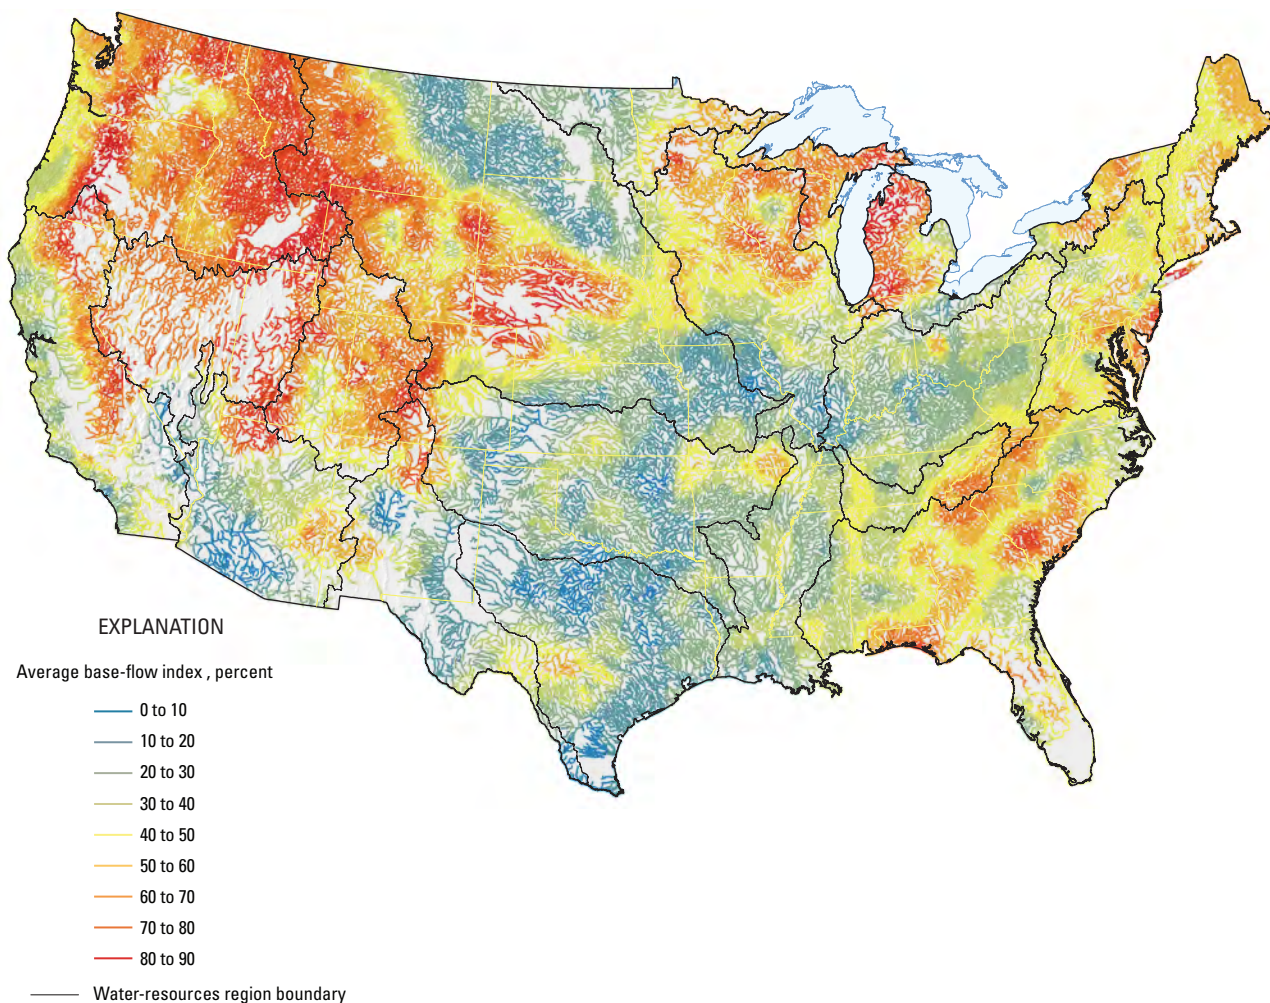 EXPLANATION
Average base-flow index , percent
0 to 10
10 to 20
20 to 30
30 to 40
40 to 50
50 to 60
60 to 70
70 to 80
80 to 90
Water-resources region boundary